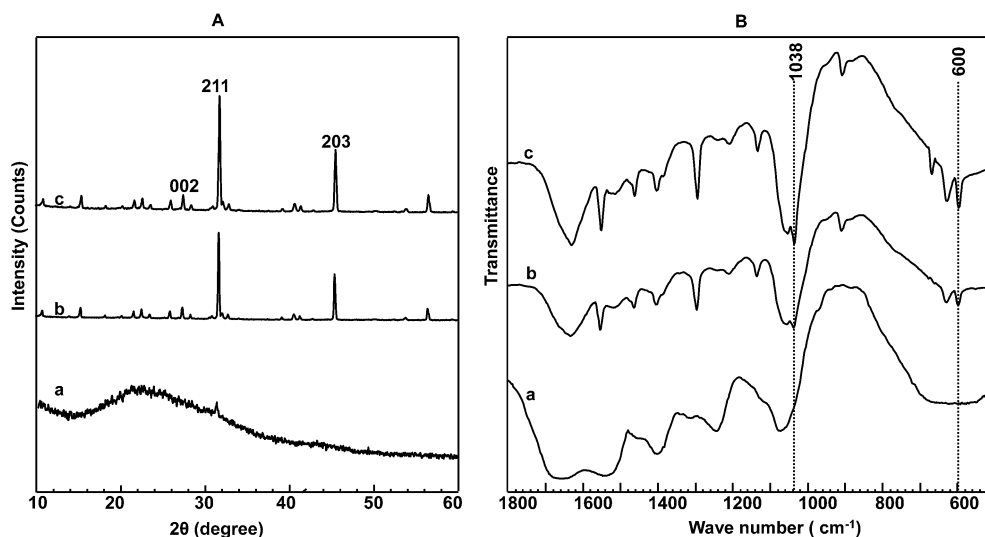 A
B
Intensity (Counts)
211
203
002
c
b
a
10
20
30
40
50
60
2θ (degree)
Transmittance
1038
600
c
b
a
1800
1600
1400
1200
1000
800
600
Wave number ( cm-1)